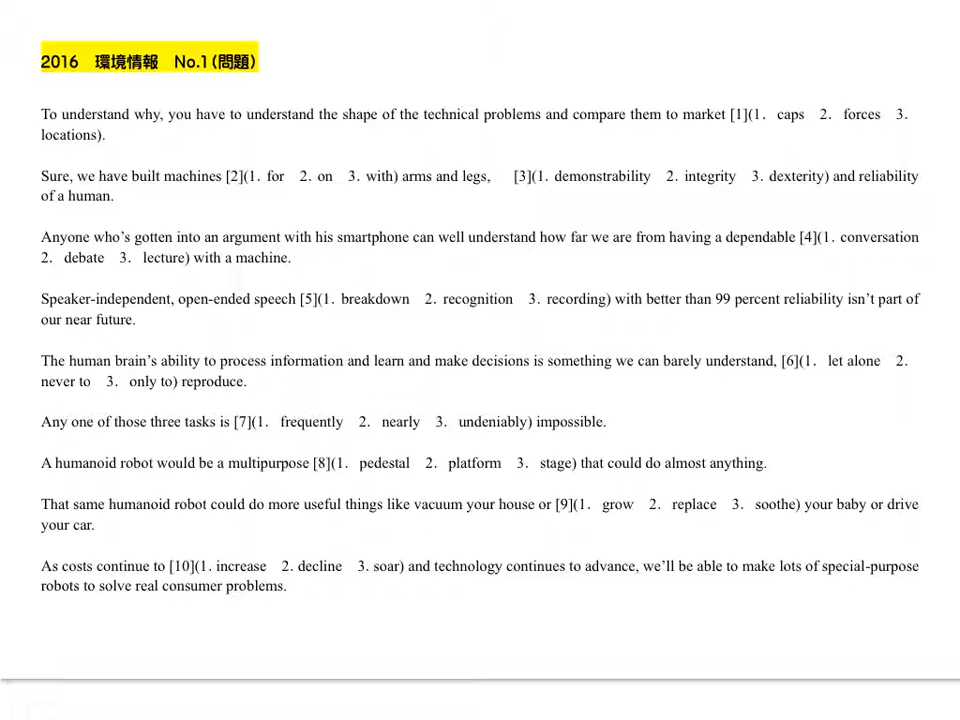 2016　環境情報　No.1（問題）
To understand why, you have to understand the shape of the technical problems and compare them to market [1](1.　caps　2.　forces　3.
locations).
Sure, we have built machines [2](1. for　2. on　3. with) arms and legs,　[3](1. demonstrability　2. integrity　3. dexterity) and reliability
of a human.
Anyone who’s gotten into an argument with his smartphone can well understand how far we are from having a dependable [4](1. conversation
2.　debate　3.　lecture) with a machine.
Speaker-independent, open-ended speech [5](1. breakdown　2. recognition　3. recording) with better than 99 percent reliability isn’t part of
our near future.
The human brain’s ability to process information and learn and make decisions is something we can barely understand, [6](1.　let alone　2.
never to　3.　only to) reproduce.
Any one of those three tasks is [7](1.　frequently　2.　nearly　3.　undeniably) impossible.
A humanoid robot would be a multipurpose [8](1.　pedestal　2.　platform　3.　stage) that could do almost anything.
That same humanoid robot could do more useful things like vacuum your house or [9](1.　grow　2.　replace　3.　soothe) your baby or drive
your car.
As costs continue to [10](1. increase　2. decline　3. soar) and technology continues to advance, we’ll be able to make lots of special-purpose
robots to solve real consumer problems.